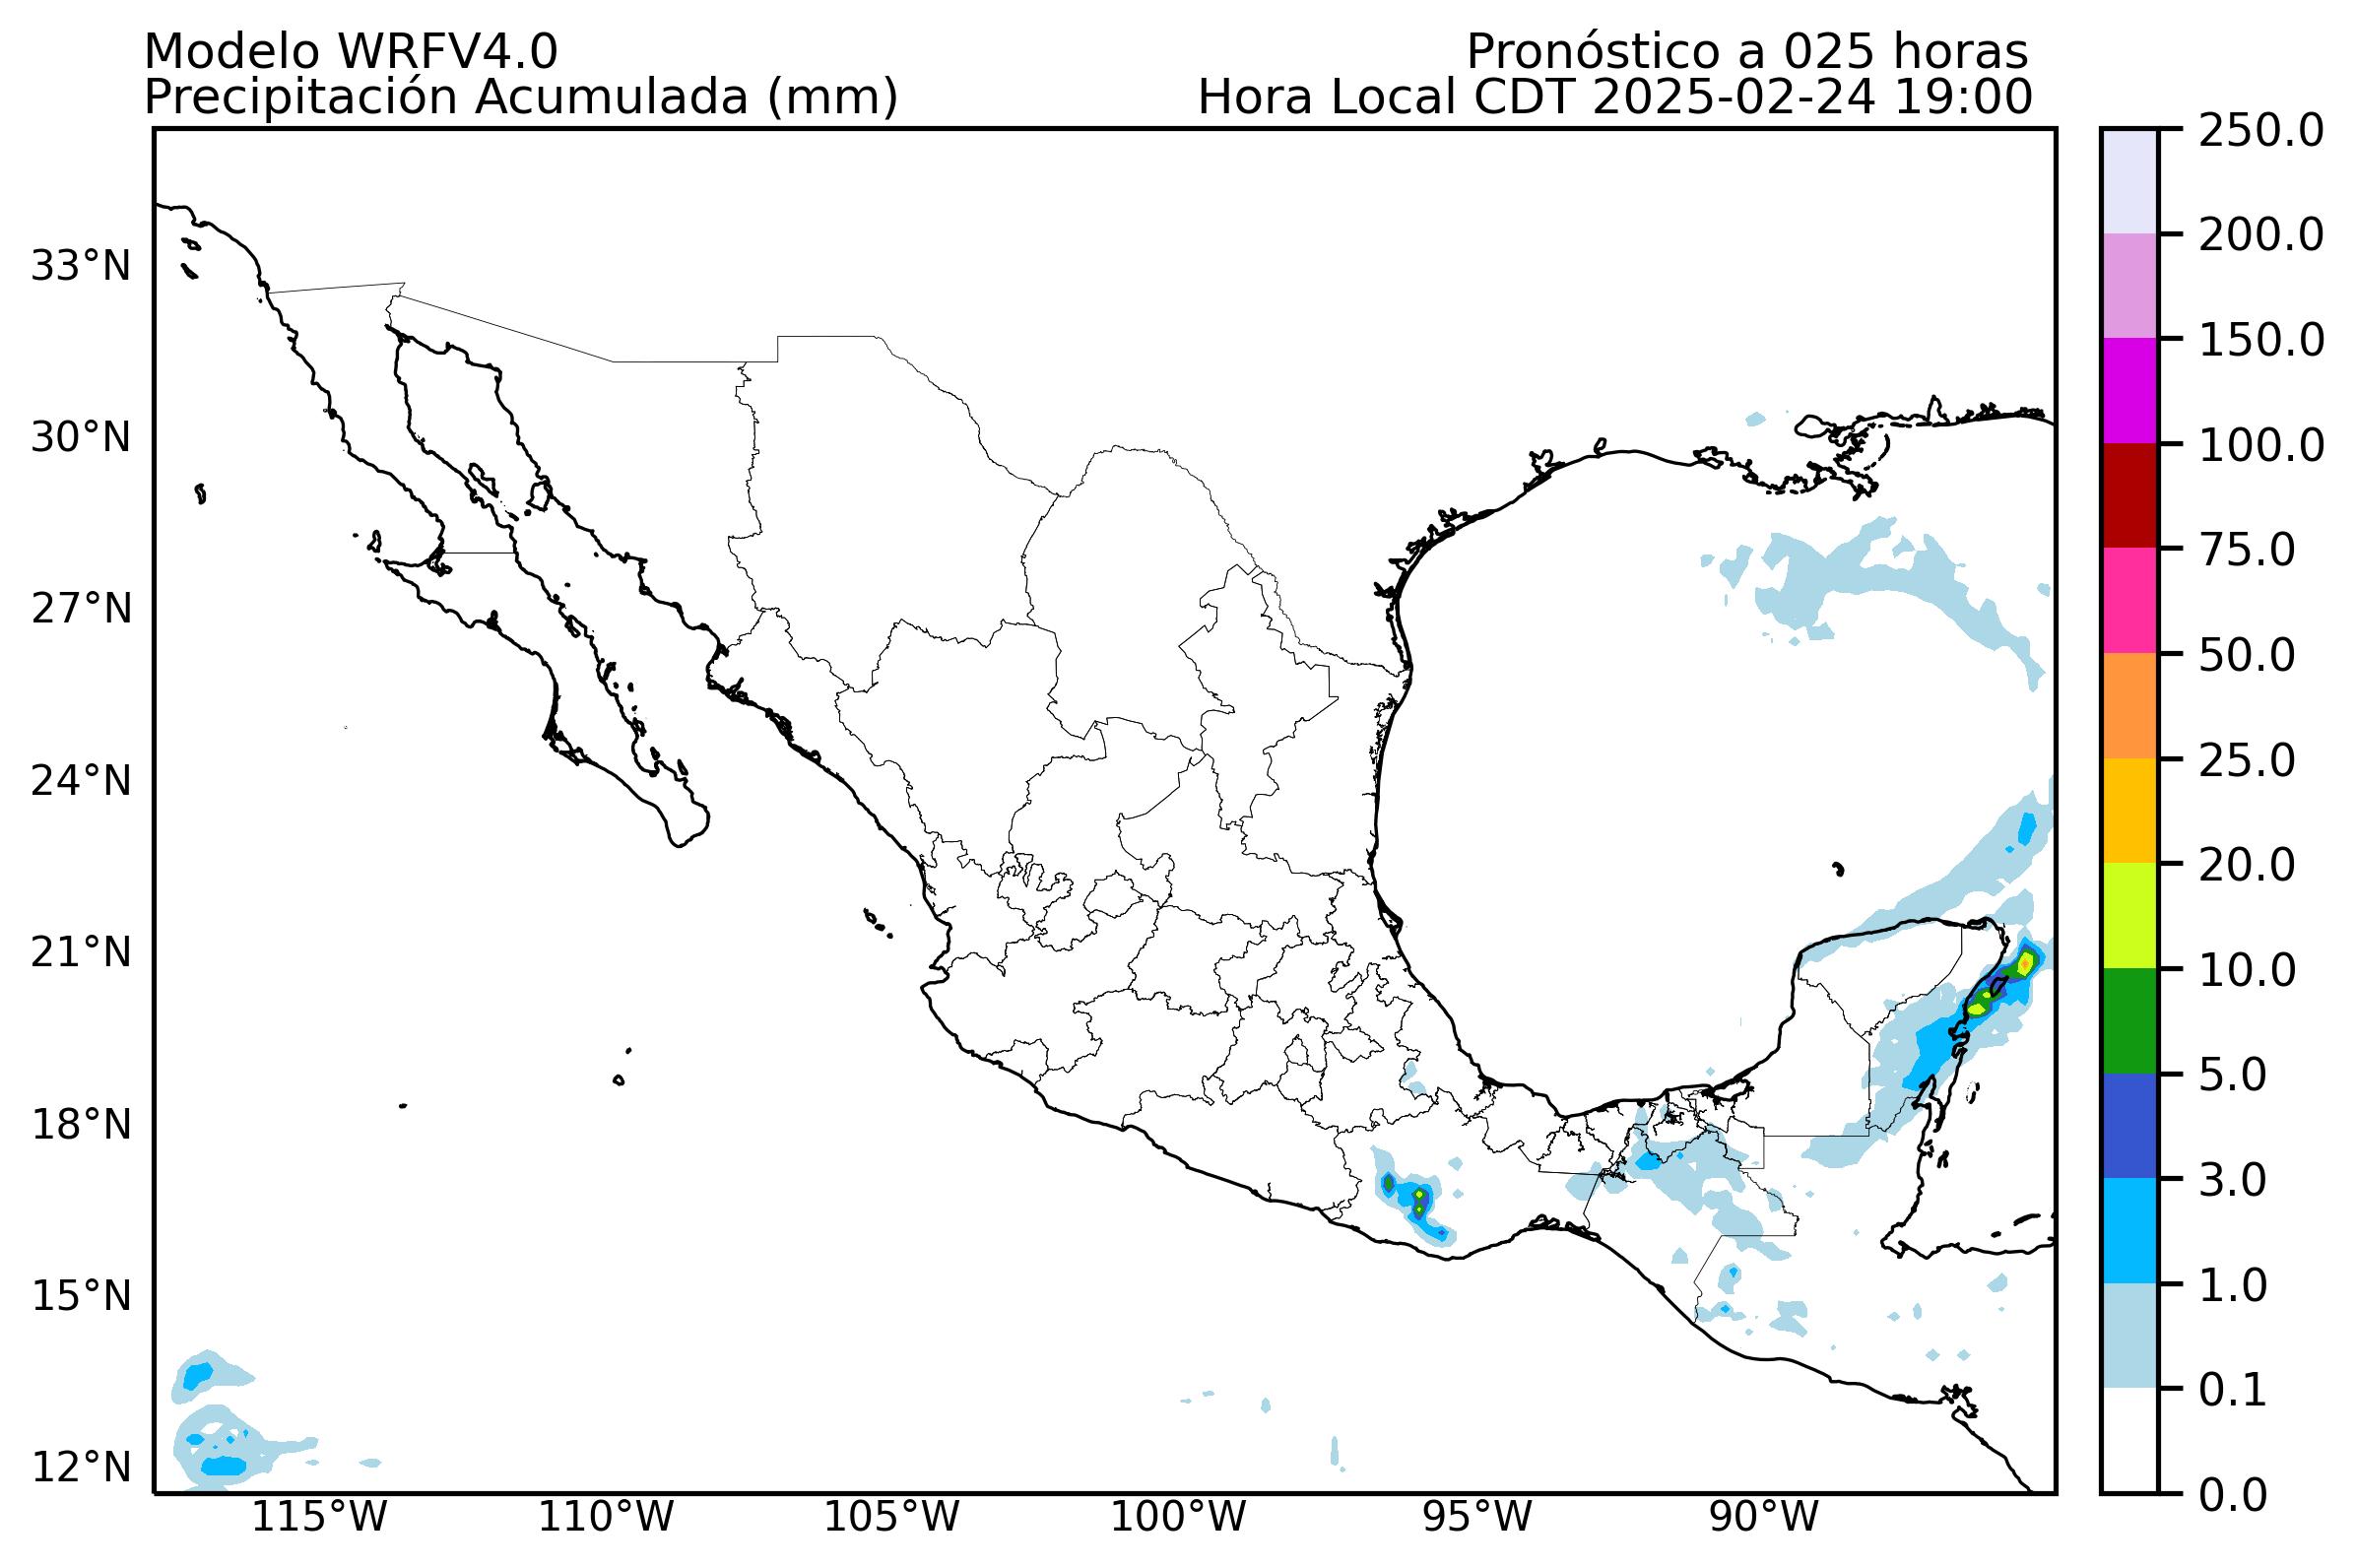 Modelo WRFV4.0
Pronóstico a 025 horas
Precipitación Acumulada (mm)
Hora Local CDT 2025-02-24 19:00
33°N
30°N
27°N
24°N
21°N
18°N
15°N
12°N
115°W
110°W
105°W
100°W
95°W
90°W
250.0
200.0
150.0
100.0
75.0
50.0
25.0
20.0
10.0
5.0
3.0
1.0
0.1
0.0